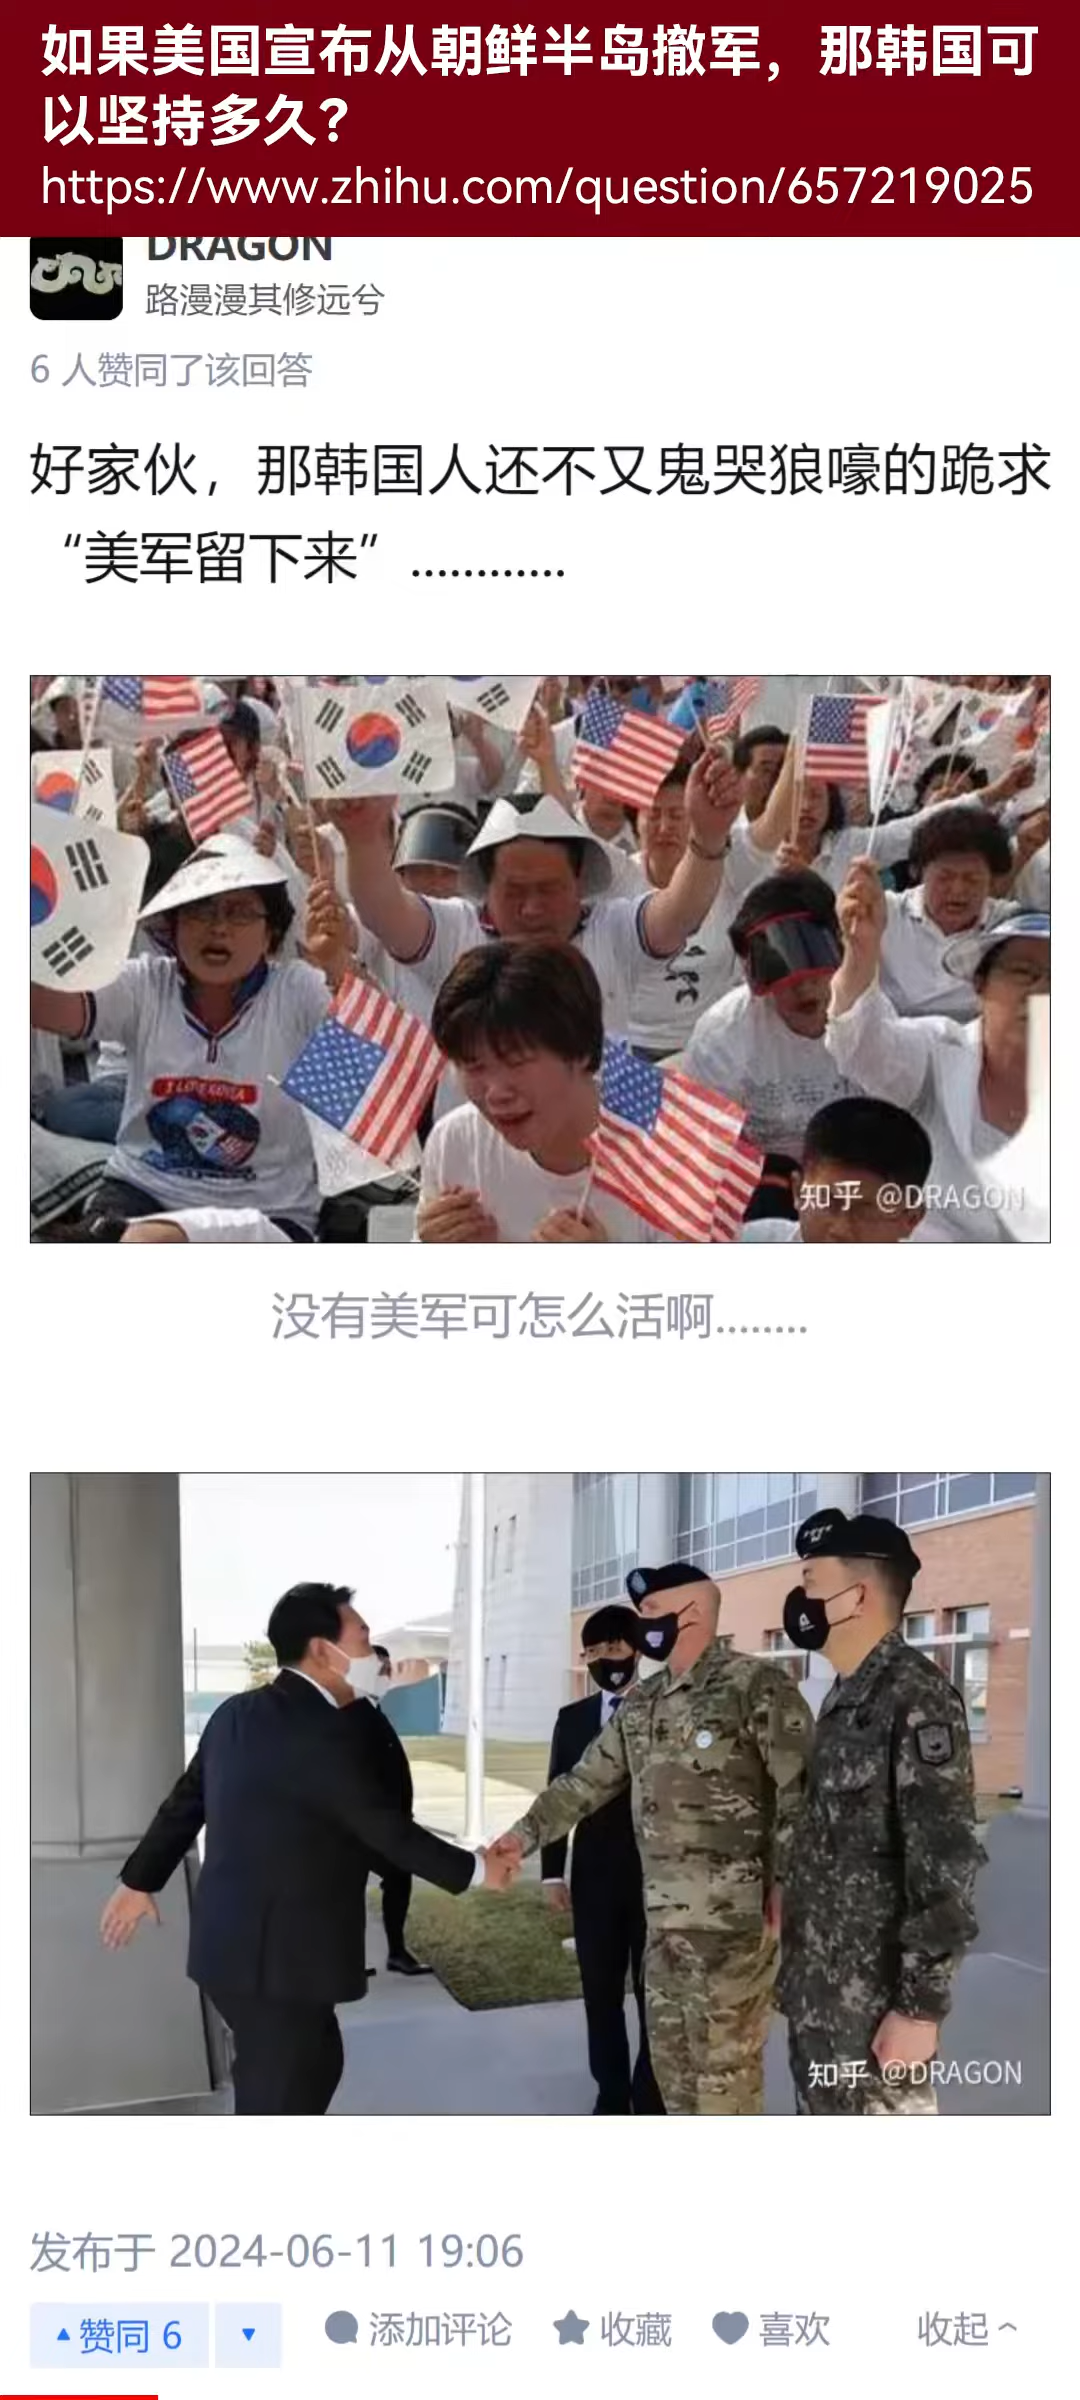 如果美国宣布从朝鲜半岛撤军，那韩国可
以坚持多久？
https://www.zhihu.com/question/657219025
DRAGON
路漫漫其修远兮
6 人赞同了该回答
好家伙，那韩国人还不又鬼哭狼嚎的跪求
“美军留下来” ............
I LOVE KOREA
知乎 @DRAGON
没有美军可怎么活啊........
知乎 @DRAGON
发布于 2024-06-11 19:06
赞同 6
添加评论
收藏
喜欢
收起